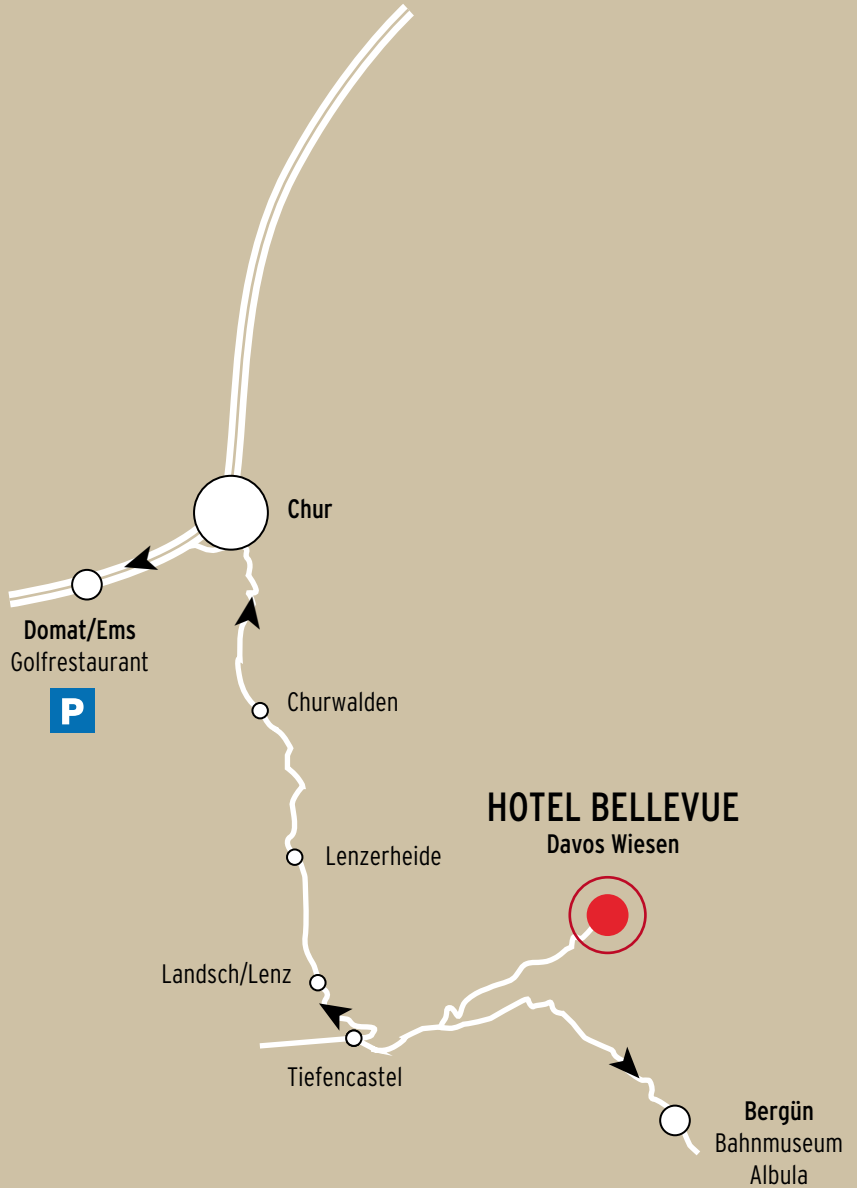 Chur
Domat/Ems
Golfrestaurant
P
Churwalden
HOTEL BELLEVUE
Davos Wiesen
Lenzerheide
Landsch/Lenz
Tiefencastel
Bergün
Bahnmuseum
Albula